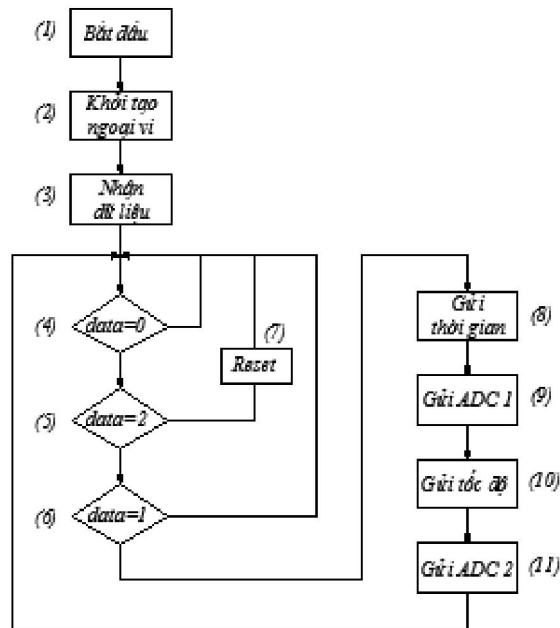 (1) Bắt đầu
(2) Khởi tạo
ngoại vi
(3) Nhận
dữ liệu
(4) data=0
(7)
Reset
(5) data=2
(6) data=1
Gửi
thời gian (8)
Gửi ADC 1 (9)
Gửi tốc độ (10)
Gửi ADC 2 (11)